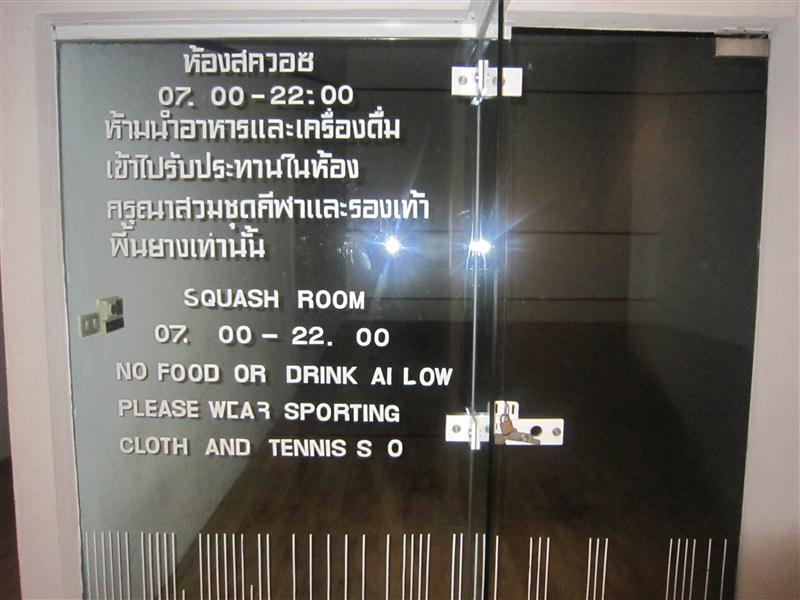 ห้องสควอช
07. 00-22:00
ห้ามนำอาหารและเครื่องดื่ม
เข้าไปรับประทานในห้อง
กรุณาสวมชุดกีฬาและรองเท้า
พื้นยางเท่านั้น
SQUASH ROOM
07. 00-22. 00
NO FOOD OR DRINK AI LOW
PLEASE WEAR SPORTING
CLOTH AND TENNIS S O